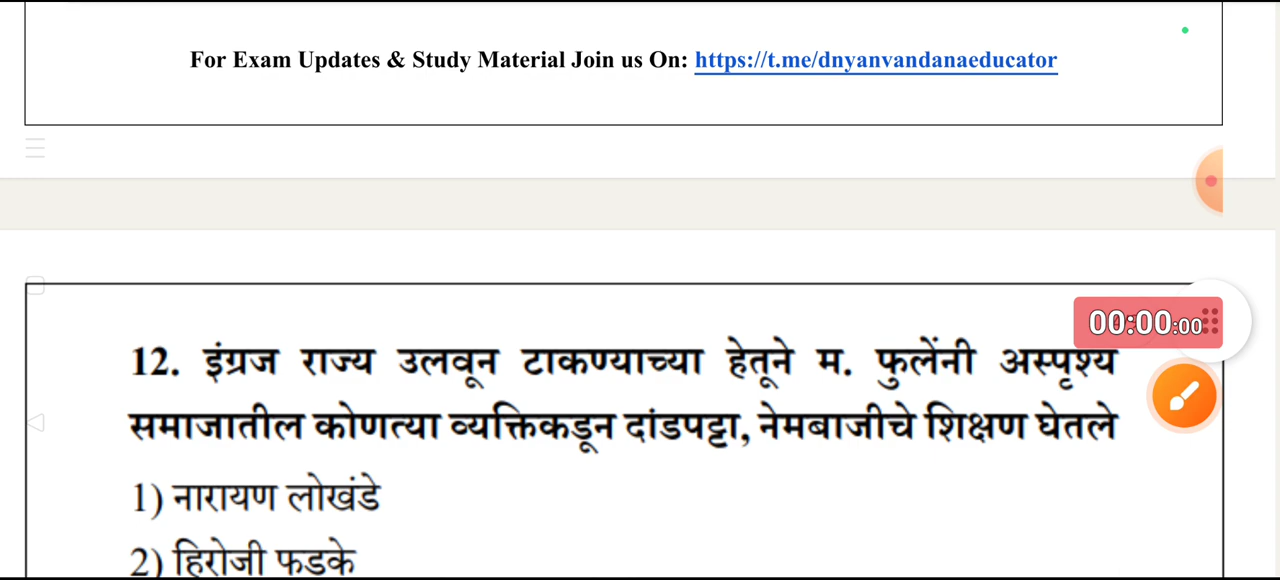 For Exam Updates & Study Material Join us On: https://t.me/dnyanvandanaeducator
00:00:00
12. इंग्रज राज्य उलवून टाकण्याच्या हेतूने म. फुलेंनी अस्पृश्य
समाजातील कोणत्या व्यक्तिकडून दांडपट्टा, नेमबाजीचे शिक्षण घेतले
1) नारायण लोखंडे
2) हिरोजी फडके